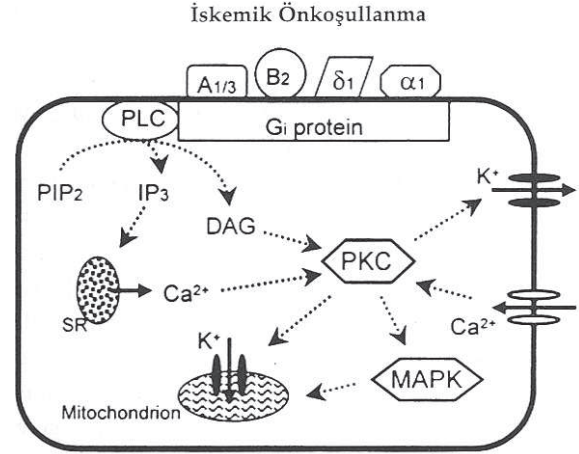 İskemik Önkoşullanma
A1/3
B2
δ1
α1
PLC
Gi protein
PIP2
IP3
K+
DAG
PKC
SR
Ca2+
Ca2+
K+
MAPK
Mitochondrion